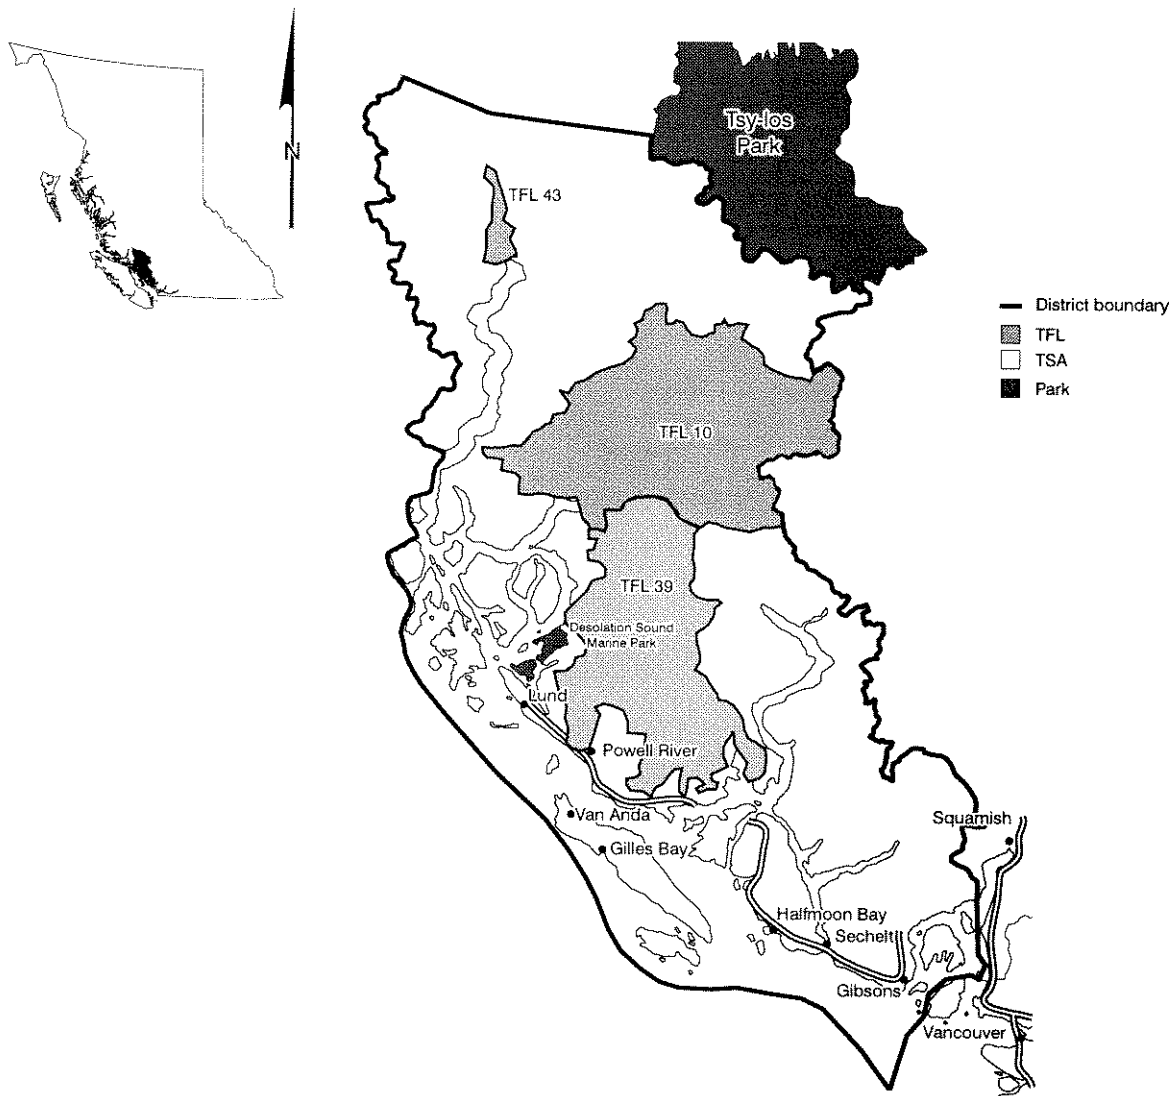 N
Tsy-los
Park
TFL 43
District boundary
TFL
TSA
Park
TFL 10
TFL 39
Desolation Sound
Marine Park
Lund
Powell River
Van Anda
Gilles Bay
Squamish
Halfmoon Bay
Sechelt
Gibsons
Vancouver